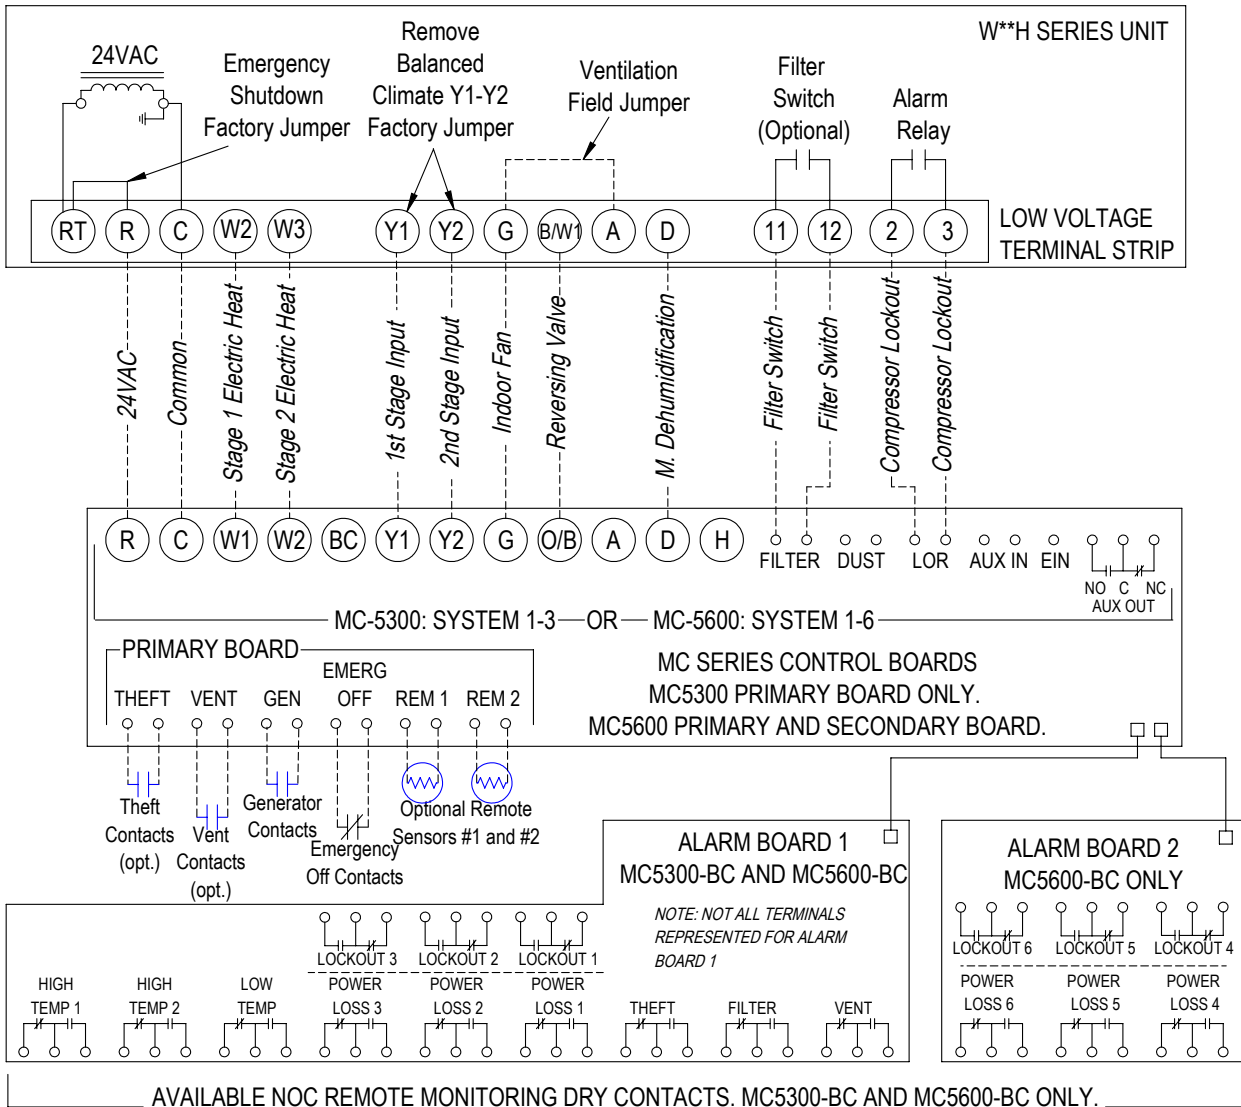 W**H SERIES UNIT
24VAC
Emergency
Shutdown
Factory Jumper
Remove
Balanced
Climate Y1-Y2
Factory Jumper
Ventilation
Field Jumper
Filter
Switch
(Optional)
Alarm
Relay
RT R C W2 W3 Y1 Y2 G B/W1 A D 11 12 2 3
LOW VOLTAGE
TERMINAL STRIP
24VAC
Common
Stage 1 Electric Heat
Stage 2 Electric Heat
1st Stage Input
2nd Stage Input
Indoor Fan
Reversing Valve
M. Dehumidification
Filter Switch
Filter Switch
Compressor Lockout
Compressor Lockout
R C W1 W2 BC Y1 Y2 G O/B A D H
FILTER DUST LOR AUX IN EIN
NO C NC
AUX OUT
MC-5300: SYSTEM 1-3 OR MC-5600: SYSTEM 1-6
PRIMARY BOARD
MC SERIES CONTROL BOARDS
MC5300 PRIMARY BOARD ONLY.
MC5600 PRIMARY AND SECONDARY BOARD.
THEFT VENT GEN EMERG
OFF REM 1 REM 2
Theft
Contacts
(opt.)
Vent
Contacts
(opt.)
Generator
Contacts
Emergency
Off Contacts
Optional Remote
Sensors #1 and #2
ALARM BOARD 1
MC5300-BC AND MC5600-BC
NOTE: NOT ALL TERMINALS
REPRESENTED FOR ALARM
BOARD 1
ALARM BOARD 2
MC5600-BC ONLY
LOCKOUT 3 LOCKOUT 2 LOCKOUT 1
HIGH
TEMP 1
HIGH
TEMP 2
LOW
TEMP
POWER
LOSS 3
POWER
LOSS 2
POWER
LOSS 1
THEFT
FILTER
VENT
LOCKOUT 6 LOCKOUT 5 LOCKOUT 4
POWER
LOSS 6
POWER
LOSS 5
POWER
LOSS 4
AVAILABLE NOC REMOTE MONITORING DRY CONTACTS. MC5300-BC AND MC5600-BC ONLY.